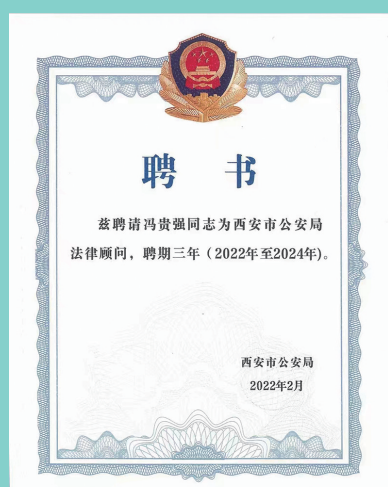 聘 书
兹聘请冯贵强同志为西安市公安局
法律顾问，聘期三年（2022年至2024年)。
西安市公安局
2022年2月